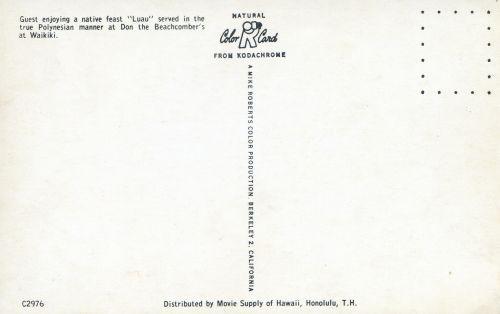 Guest enjoying a native feast "Luau" served in the
true Polynesian manner at Don the Beachcomber's
at Waikiki.
NATURAL
Color Card
FROM KODACHROME
A MIKE ROBERTS COLOR PRODUCTION, BERKELEY 2, CALIFORNIA
C2976
Distributed by Movie Supply of Hawaii, Honolulu, T.H.